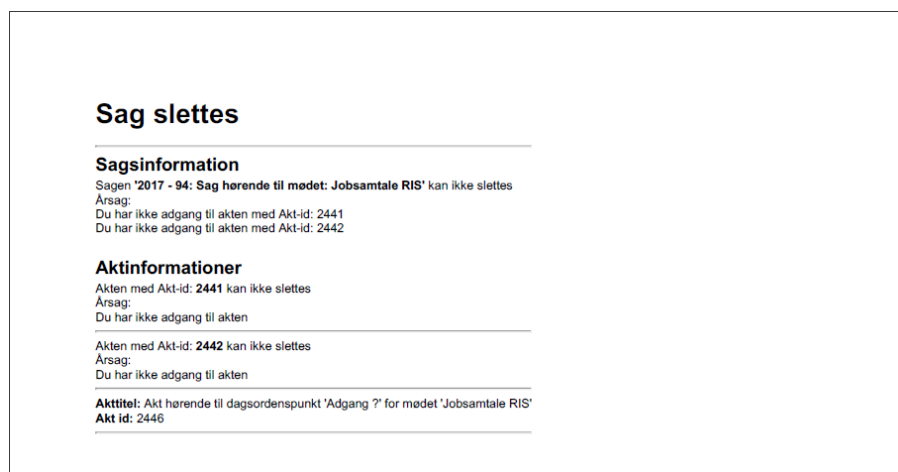 Sag slettes
Sagsinformation
Sagen '2017 - 94: Sag hørende til mødet: Jobsamtale RIS' kan ikke slettes
Årsag:
Du har ikke adgang til akten med Akt-id: 2441
Du har ikke adgang til akten med Akt-id: 2442
Aktinformationer
Akten med Akt-id: 2441 kan ikke slettes
Årsag:
Du har ikke adgang til akten
Akten med Akt-id: 2442 kan ikke slettes
Årsag:
Du har ikke adgang til akten
Akttitel: Akt hørende til dagsordenspunkt 'Adgang ?' for mødet 'Jobsamtale RIS'
Akt id: 2446